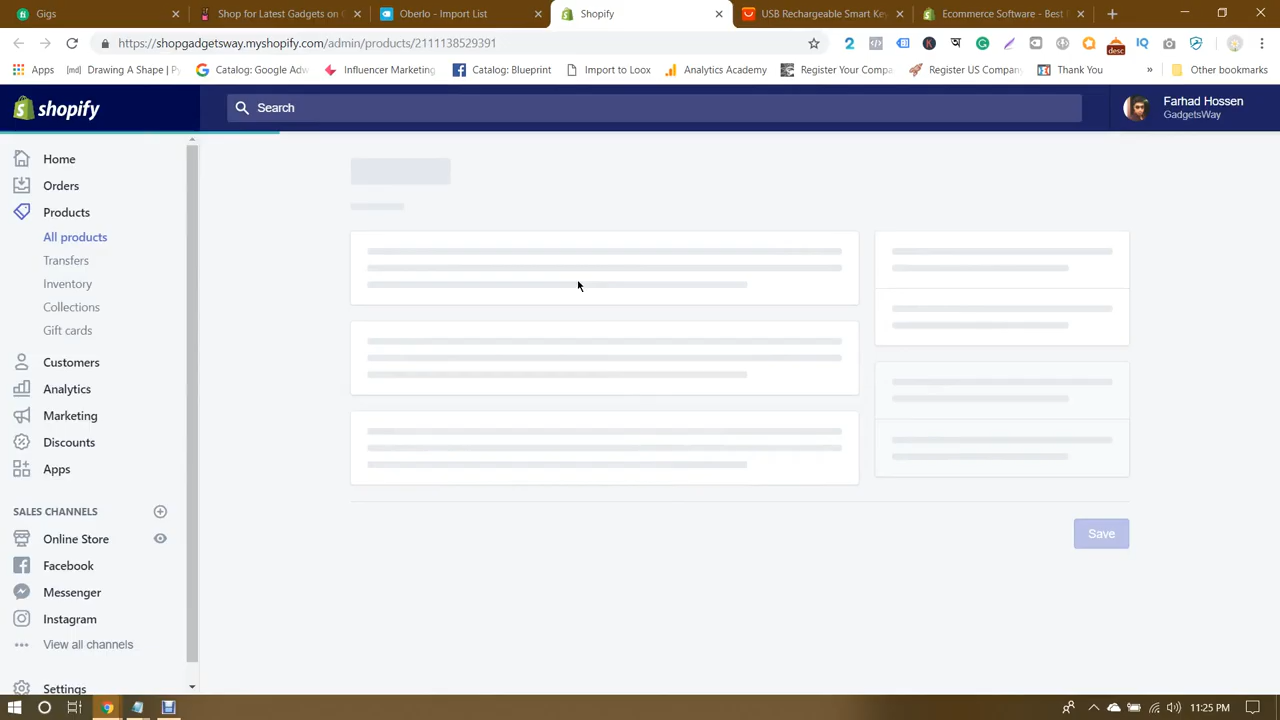 Gigs
Shop for Latest Gadgets on G
Oberlo - Import List
Shopify
USB Rechargeable Smart Key
Ecommerce Software - Best E
https://shopgadgetsway.myshopify.com/admin/products/2111138529391
Apps
Drawing A Shape | Py
Catalog: Google Adw
Influencer Marketing
Catalog: Blueprint
Import to Loox
Analytics Academy
Register Your Compa
Register US Company
Thank You
»
Other bookmarks
shopify
Search
Farhad Hossen
GadgetsWay
Home
Orders
Products
All products
Transfers
Inventory
Collections
Gift cards
Customers
Analytics
Marketing
Discounts
Apps
SALES CHANNELS
Online Store
Facebook
Messenger
Instagram
View all channels
Settings
Save
11:25 PM